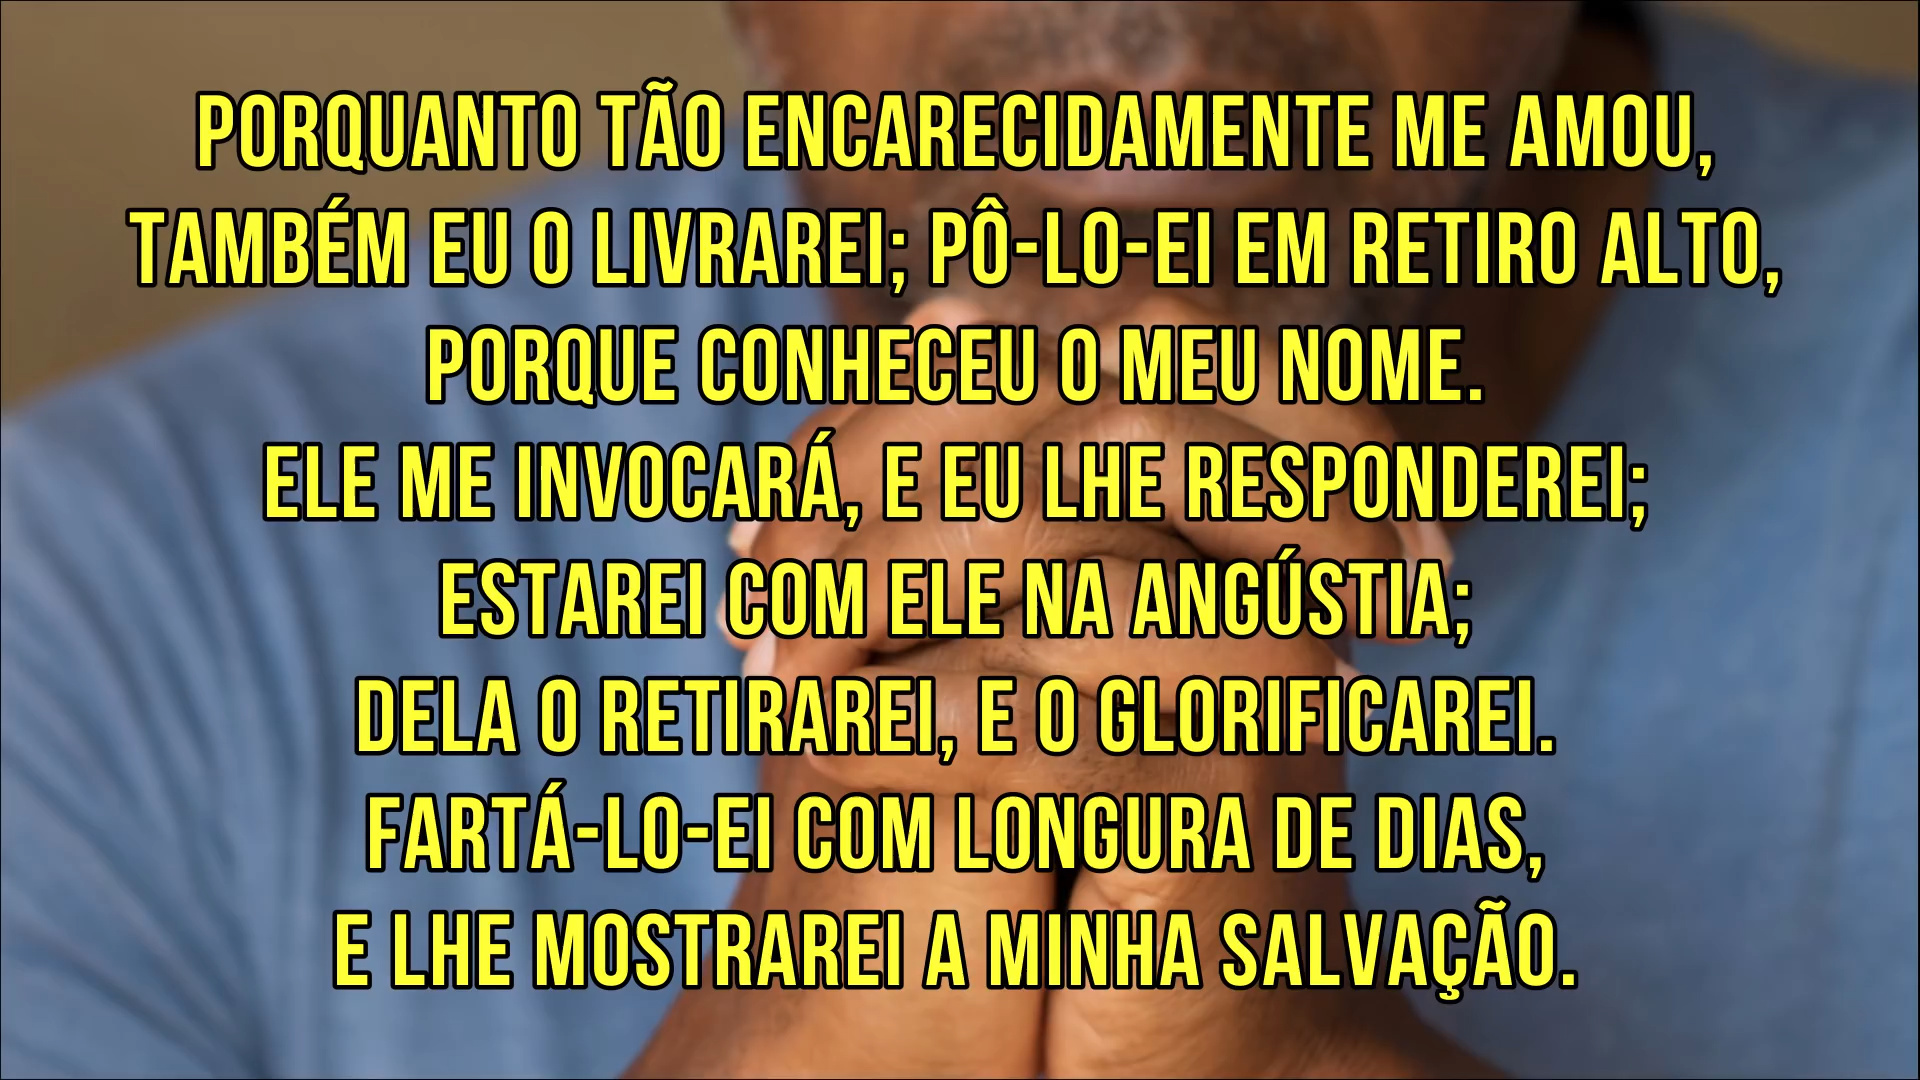 PORQUANTO TÃO ENCARECIDAMENTE ME AMOU,
TAMBÉM EU O LIVRAREI; PÔ-LO-EI EM RETIRO ALTO,
PORQUE CONHECEU O MEU NOME.
ELE ME INVOCARÁ, E EU LHE RESPONDEREI;
ESTAREI COM ELE NA ANGÚSTIA;
DELA O RETIRAREI, E O GLORIFICAREI.
FARTÁ-LO-EI COM LONGURA DE DIAS,
E LHE MOSTRAREI A MINHA SALVAÇÃO.